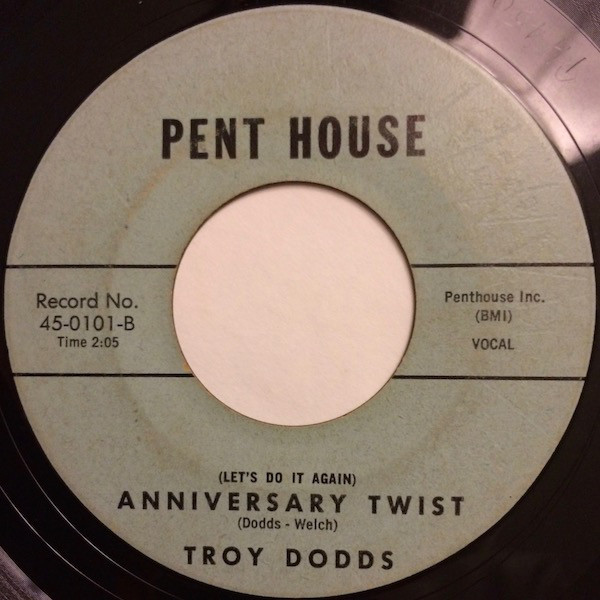 PENT HOUSE
Record No.
45-0101-B
Time 2:05
Penthouse Inc.
(BMI)
VOCAL
(LET'S DO IT AGAIN)
ANNIVERSARY TWIST
(Dodds - Welch)
TROY DODDS